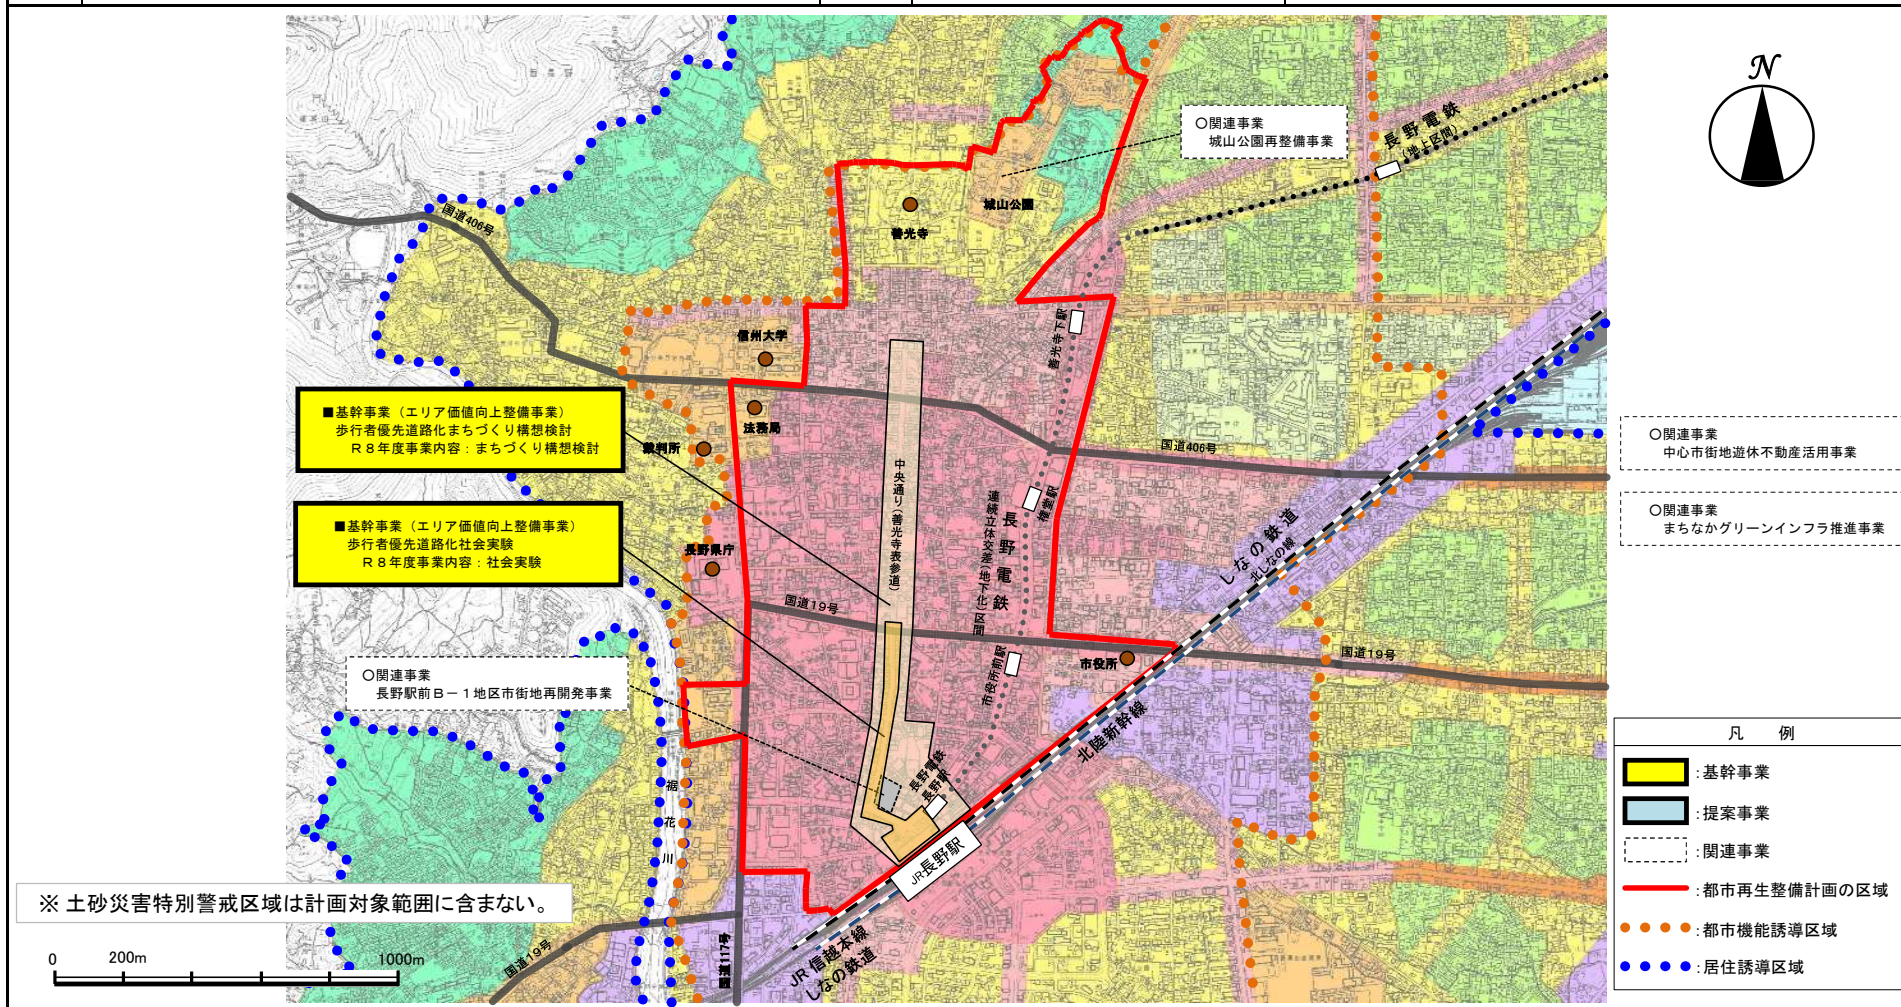 N
○関連事業
城山公園再整備事業
長野電鉄
（地上区間）
国道406号
城山公園
善光寺
信州大学
善光寺下駅
■基幹事業（エリア価値向上整備事業）
歩行者優先道路化まちづくり構想検討
Ｒ８年度事業内容：まちづくり構想検討
法務局
裁判所
国道406号
中央通り（善光寺表参道）
○関連事業
中心市街地遊休不動産活用事業
○関連事業
まちなかグリーンインフラ推進事業
■基幹事業（エリア価値向上整備事業）
歩行者優先道路化社会実験
Ｒ８年度事業内容：社会実験
長野県庁
権堂駅
長野電鉄
連続立体交差（地下化）区間
しなの鉄道
北しなの線
国道19号
市役所
市役所前駅
国道19号
○関連事業
長野駅前Ｂ－１地区市街地再開発事業
北陸新幹線
長野電鉄
長野駅
JR長野駅
裾花川
凡　例
：基幹事業
：提案事業
：関連事業
：都市再生整備計画の区域
：都市機能誘導区域
：居住誘導区域
※ 土砂災害特別警戒区域は計画対象範囲に含まない。
0 200m 1000m
国道19号
国道117号
JR 信越本線
しなの鉄道